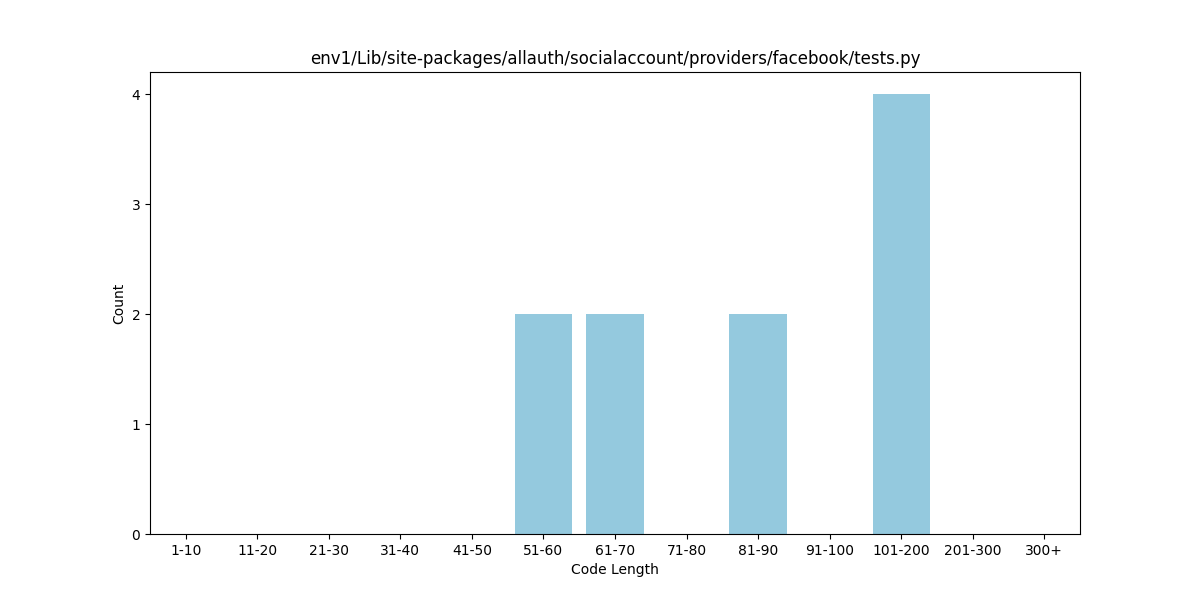 env1/Lib/site-packages/allauth/socialaccount/providers/facebook/tests.py
4
3
2
1
0
Count
1-10 11-20 21-30 31-40 41-50 51-60 61-70 71-80 81-90 91-100 101-200 201-300 300+
Code Length